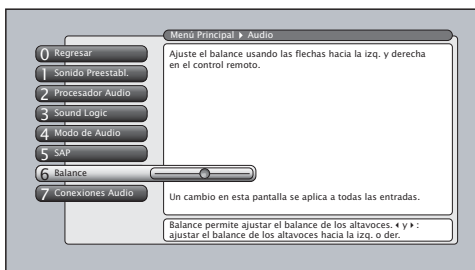 Menú Principal ▸ Audio
0 Regresar
1 Sonido Preestabl.
2 Procesador Audio
3 Sound Logic
4 Modo de Audio
5 SAP
6 Balance
7 Conexiones Audio
Ajuste el balance usando las flechas hacia la izq. y derecha
en el control remoto.
Un cambio en esta pantalla se aplica a todas las entradas.
Balance permite ajustar el balance de los altavoces. ◂ y ▸ :
ajustar el balance de los altavoces hacia la izq. o der.